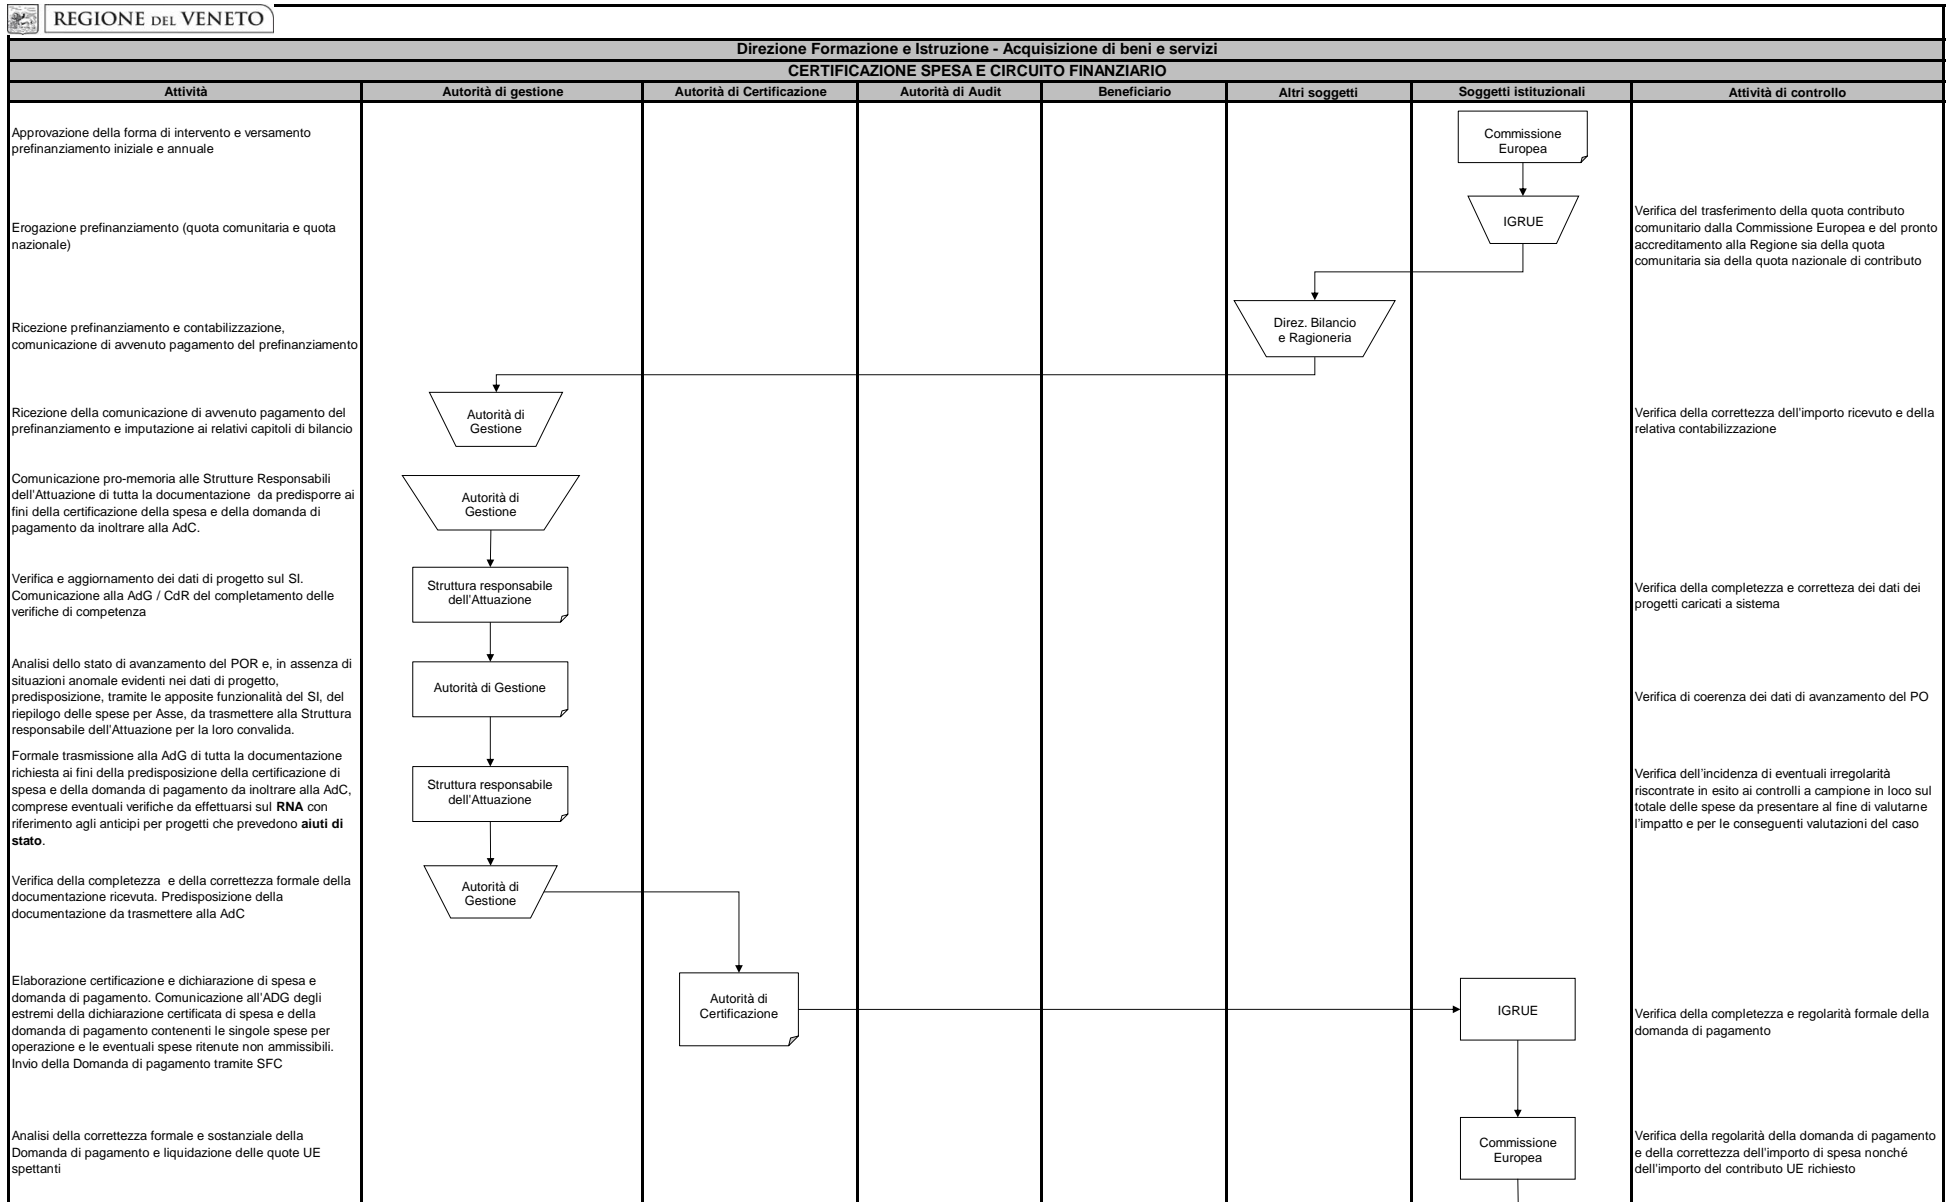 REGIONE DEL VENETO
Direzione Formazione e Istruzione - Acquisizione di beni e servizi
CERTIFICAZIONE SPESA E CIRCUITO FINANZIARIO
Attività Autorità di gestione Autorità di Certificazione Autorità di Audit Beneficiario Altri soggetti Soggetti istituzionali Attività di controllo
Approvazione della forma di intervento e versamento
prefinanziamento iniziale e annuale
Commissione
Europea
Erogazione prefinanziamento (quota comunitaria e quota
nazionale)
IGRUE
Verifica del trasferimento della quota contributo
comunitario dalla Commissione Europea e del pronto
accreditamento alla Regione sia della quota
comunitaria sia della quota nazionale di contributo
Ricezione prefinanziamento e contabilizzazione,
comunicazione di avvenuto pagamento del prefinanziamento
Direz. Bilancio
e Ragioneria
Ricezione della comunicazione di avvenuto pagamento del
prefinanziamento e imputazione ai relativi capitoli di bilancio
Autorità di
Gestione
Verifica della correttezza dell'importo ricevuto e della
relativa contabilizzazione
Comunicazione pro-memoria alle Strutture Responsabili
dell'Attuazione di tutta la documentazione da predisporre ai
fini della certificazione della spesa e della domanda di
pagamento da inoltrare alla AdC.
Autorità di
Gestione
Verifica e aggiornamento dei dati di progetto sul SI.
Comunicazione alla AdG / CdR del completamento delle
verifiche di competenza
Struttura responsabile
dell'Attuazione
Verifica della completezza e corretteza dei dati dei
progetti caricati a sistema
Analisi dello stato di avanzamento del POR e, in assenza di
situazioni anomale evidenti nei dati di progetto,
predisposizione, tramite le apposite funzionalità del SI, del
riepilogo delle spese per Asse, da trasmettere alla Struttura
responsabile dell'Attuazione per la loro convalida.
Autorità di Gestione
Verifica di coerenza dei dati di avanzamento del PO
Formale trasmissione alla AdG di tutta la documentazione
richiesta ai fini della predisposizione della certificazione di
spesa e della domanda di pagamento da inoltrare alla AdC,
comprese eventuali verifiche da effettuarsi sul RNA con
riferimento agli anticipi per progetti che prevedono aiuti di
stato.
Struttura responsabile
dell'Attuazione
Verifica dell'incidenza di eventuali irregolarità
riscontrate in esito ai controlli a campione in loco sul
totale delle spese da presentare al fine di valutarne
l'impatto e per le conseguenti valutazioni del caso
Verifica della completezza e della correttezza formale della
documentazione ricevuta. Predisposizione della
documentazione da trasmettere alla AdC
Autorità di
Gestione
Elaborazione certificazione e dichiarazione di spesa e
domanda di pagamento. Comunicazione all'ADG degli
estremi della dichiarazione certificata di spesa e della
domanda di pagamento contenenti le singole spese per
operazione e le eventuali spese ritenute non ammissibili.
Invio della Domanda di pagamento tramite SFC
Autorità di
Certificazione
IGRUE
Verifica della completezza e regolarità formale della
domanda di pagamento
Analisi della correttezza formale e sostanziale della
Domanda di pagamento e liquidazione delle quote UE
spettanti
Commissione
Europea
Verifica della regolarità della domanda di pagamento
e della correttezza dell'importo di spesa nonché
dell'importo del contributo UE richiesto